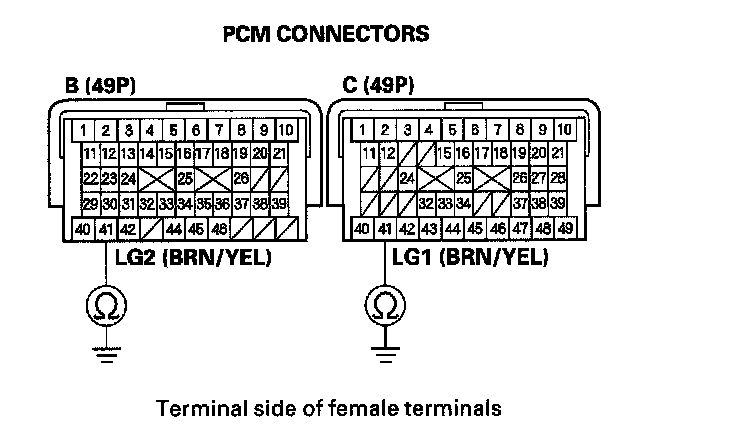 PCM CONNECTORS
B (49P) C (49P)
1 2 3 4 5 6 7 8 9 10 1 2 3 4 5 6 7 8 9 10
11 12 13 14 15 16 17 18 19 20 21 11 12 15 16 17 18 19 20 21
22 23 24 25 26 24 25 26 27 28
29 30 31 32 33 34 35 36 37 38 39 32 33 34 37 38 39
40 41 42 44 45 46 40 41 42 43 44 45 46 47 48 49
LG2 (BRN/YEL) LG1 (BRN/YEL)
Ω Ω
Terminal side of female terminals